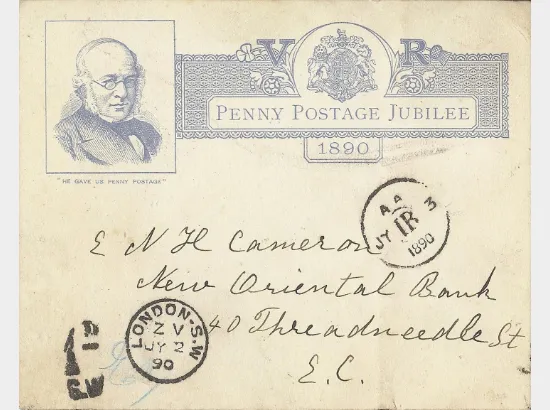 V R
PENNY POSTAGE JUBILEE
1890
"HE GAVE US PENNY POSTAGE"
AA
JY IR 3
1890
E N H Cameron
New Oriental Bank
40 Threadneedle St
E. C.
LONDON-S.W
Z V
JY 2
90